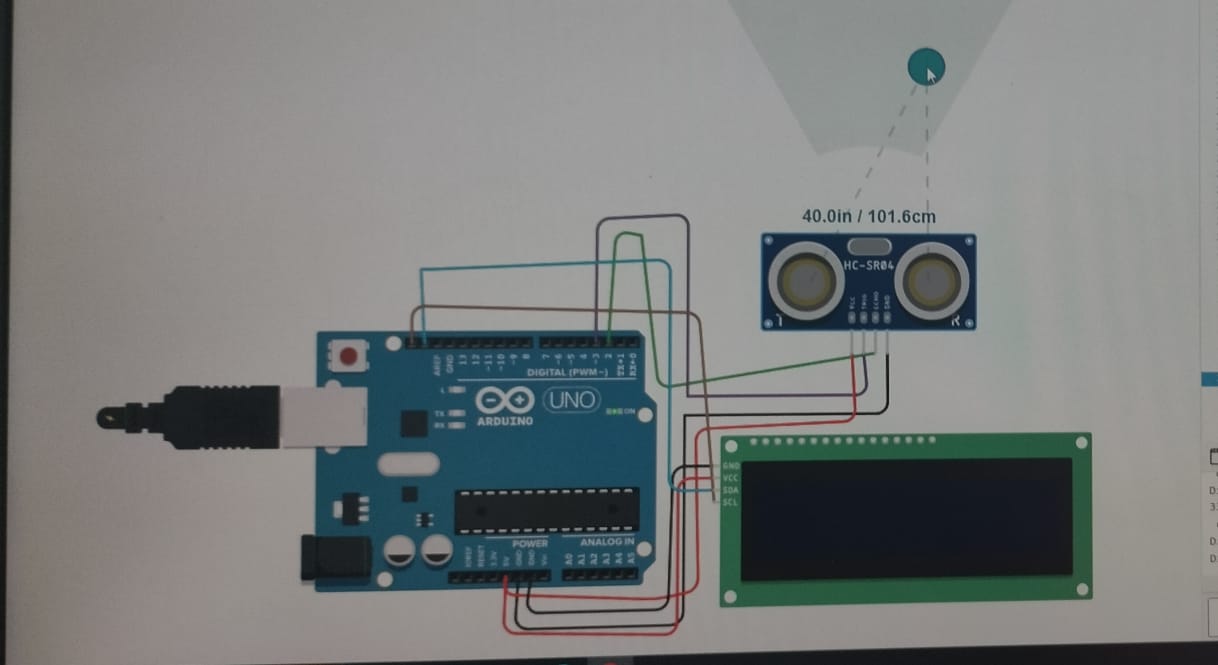 40.0in / 101.6cm
HC-SR04
VCC
TRIG
ECHO
GND
T
R
AREF
GND
13
12
~11
~10
~9
8
7
~6
~5
4
~3
2
TX→1
RX←0
DIGITAL (PWM~)
L
TX
RX
UNO
ON
ARDUINO
GND
VCC
SDA
SCL
POWER
ANALOG IN
IOREF
RESET
3.3V
5V
GND
GND
Vin
A0
A1
A2
A3
A4
A5